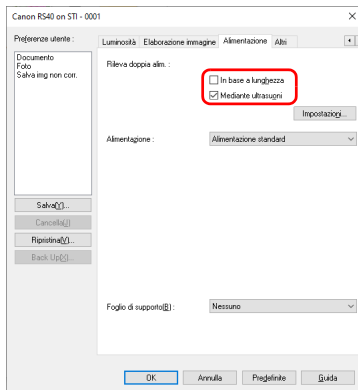 Canon RS40 on STI - 0001
Preferenze utente :
Documento
Foto
Salva img non corr.
Salva(Y)...
Cancella(J)
Ripristina(V)...
Back Up(K)...
Luminosità Elaborazione immagine Alimentazione Altri
Rileva doppia alim. :
In base a lunghezza
Mediante ultrasuoni
Impostazioni...
Alimentazione : Alimentazione standard
Foglio di supporto(B) : Nessuno
OK Annulla Predefinite Guida